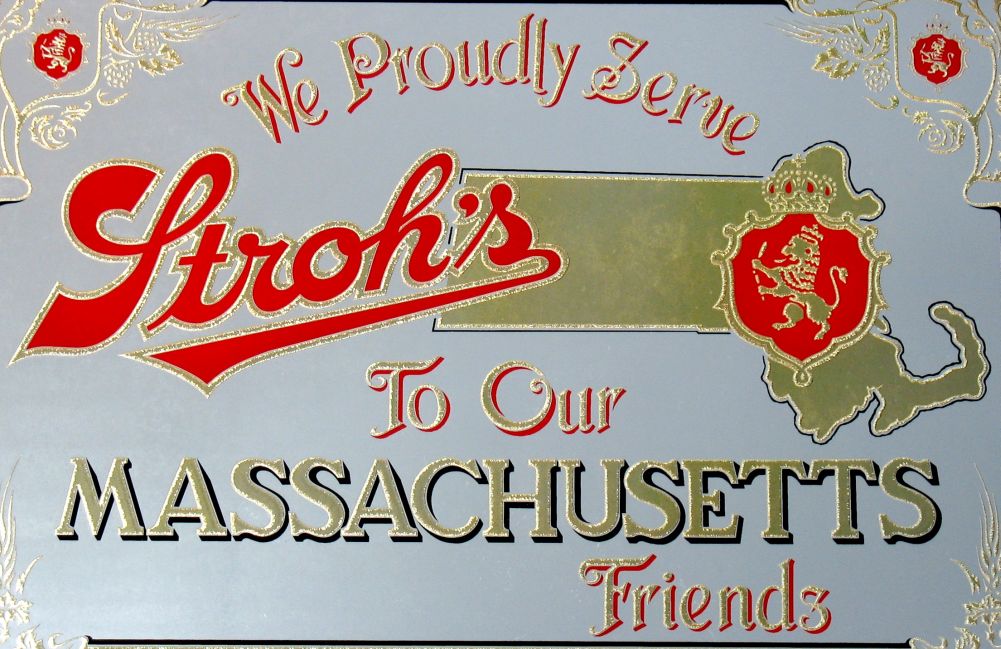 We Proudly Serve
Stroh's
To Our
MASSACHUSETTS
Friends